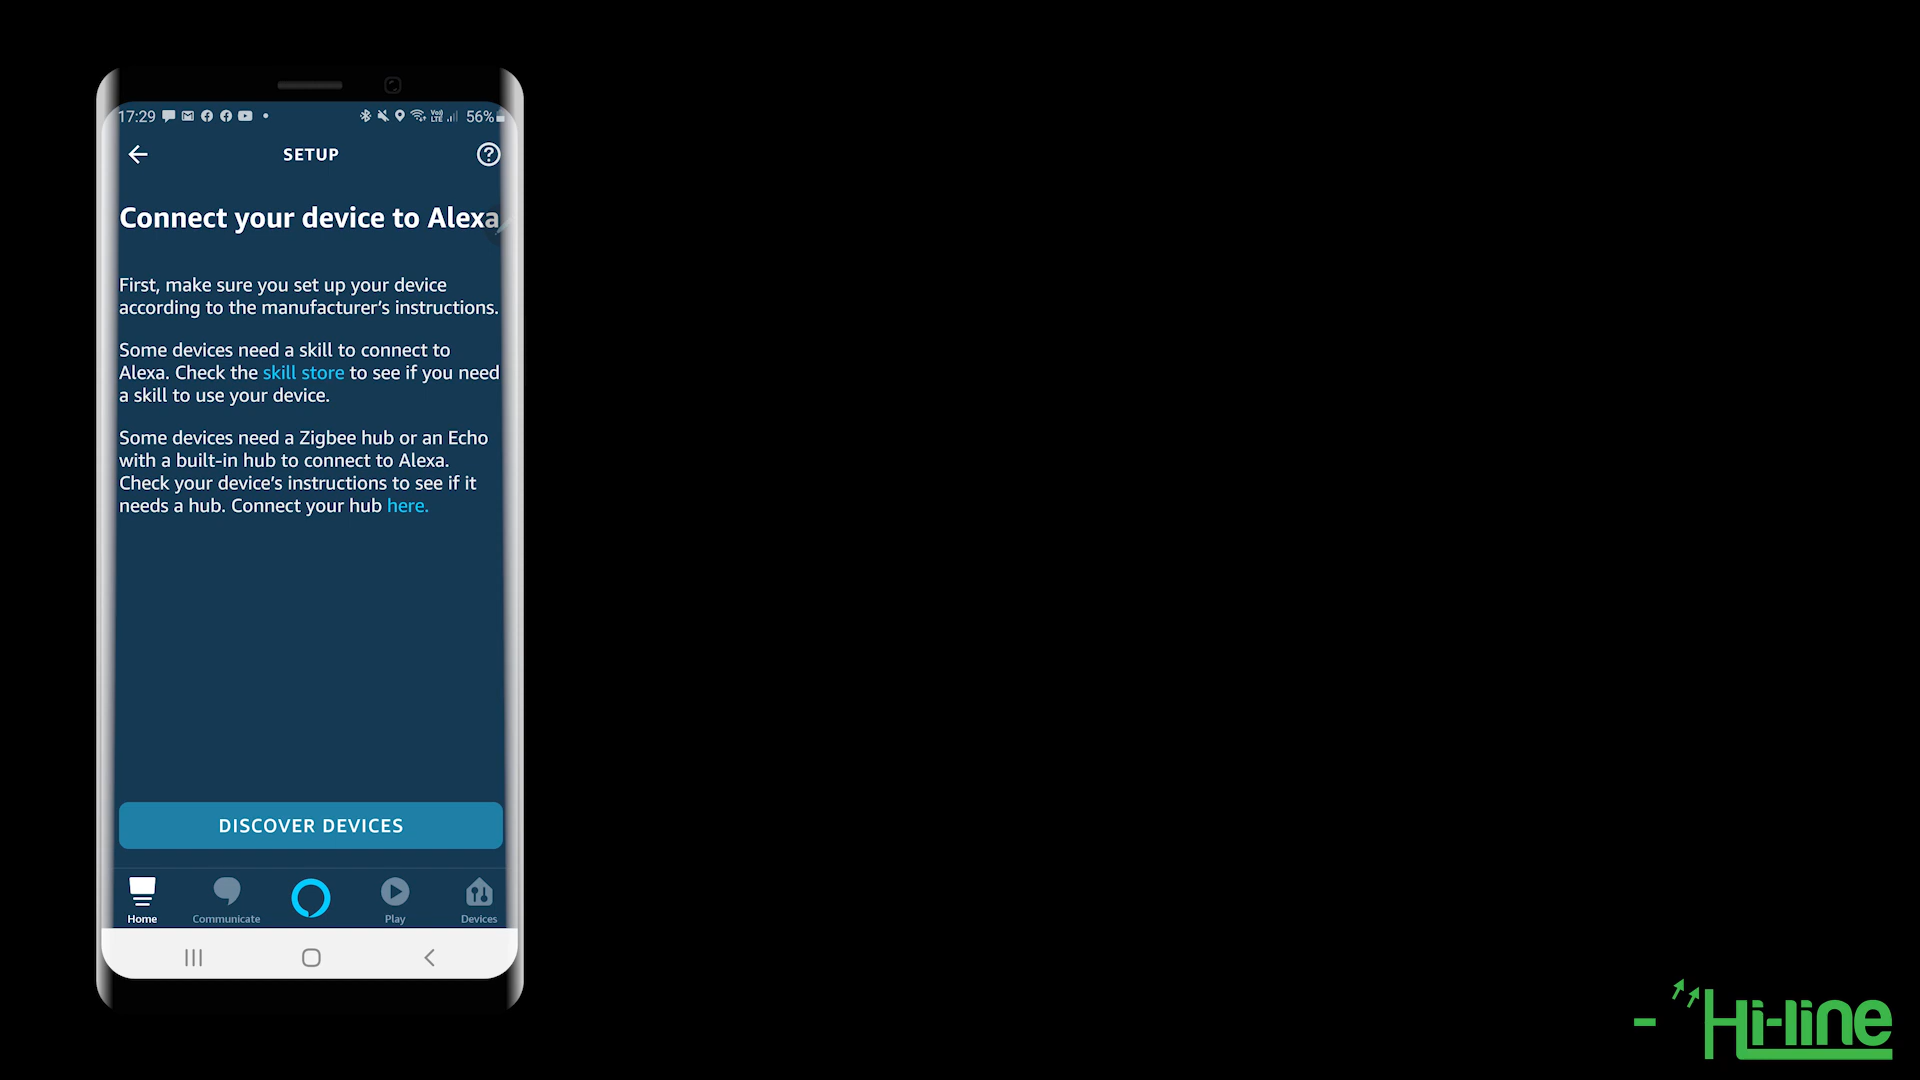 17:29 56%
SETUP
Connect your device to Alexa
First, make sure you set up your device
according to the manufacturer's instructions.
Some devices need a skill to connect to
Alexa. Check the skill store to see if you need
a skill to use your device.
Some devices need a Zigbee hub or an Echo
with a built-in hub to connect to Alexa.
Check your device's instructions to see if it
needs a hub. Connect your hub here.
DISCOVER DEVICES
Home Communicate Play Devices
Hi-line